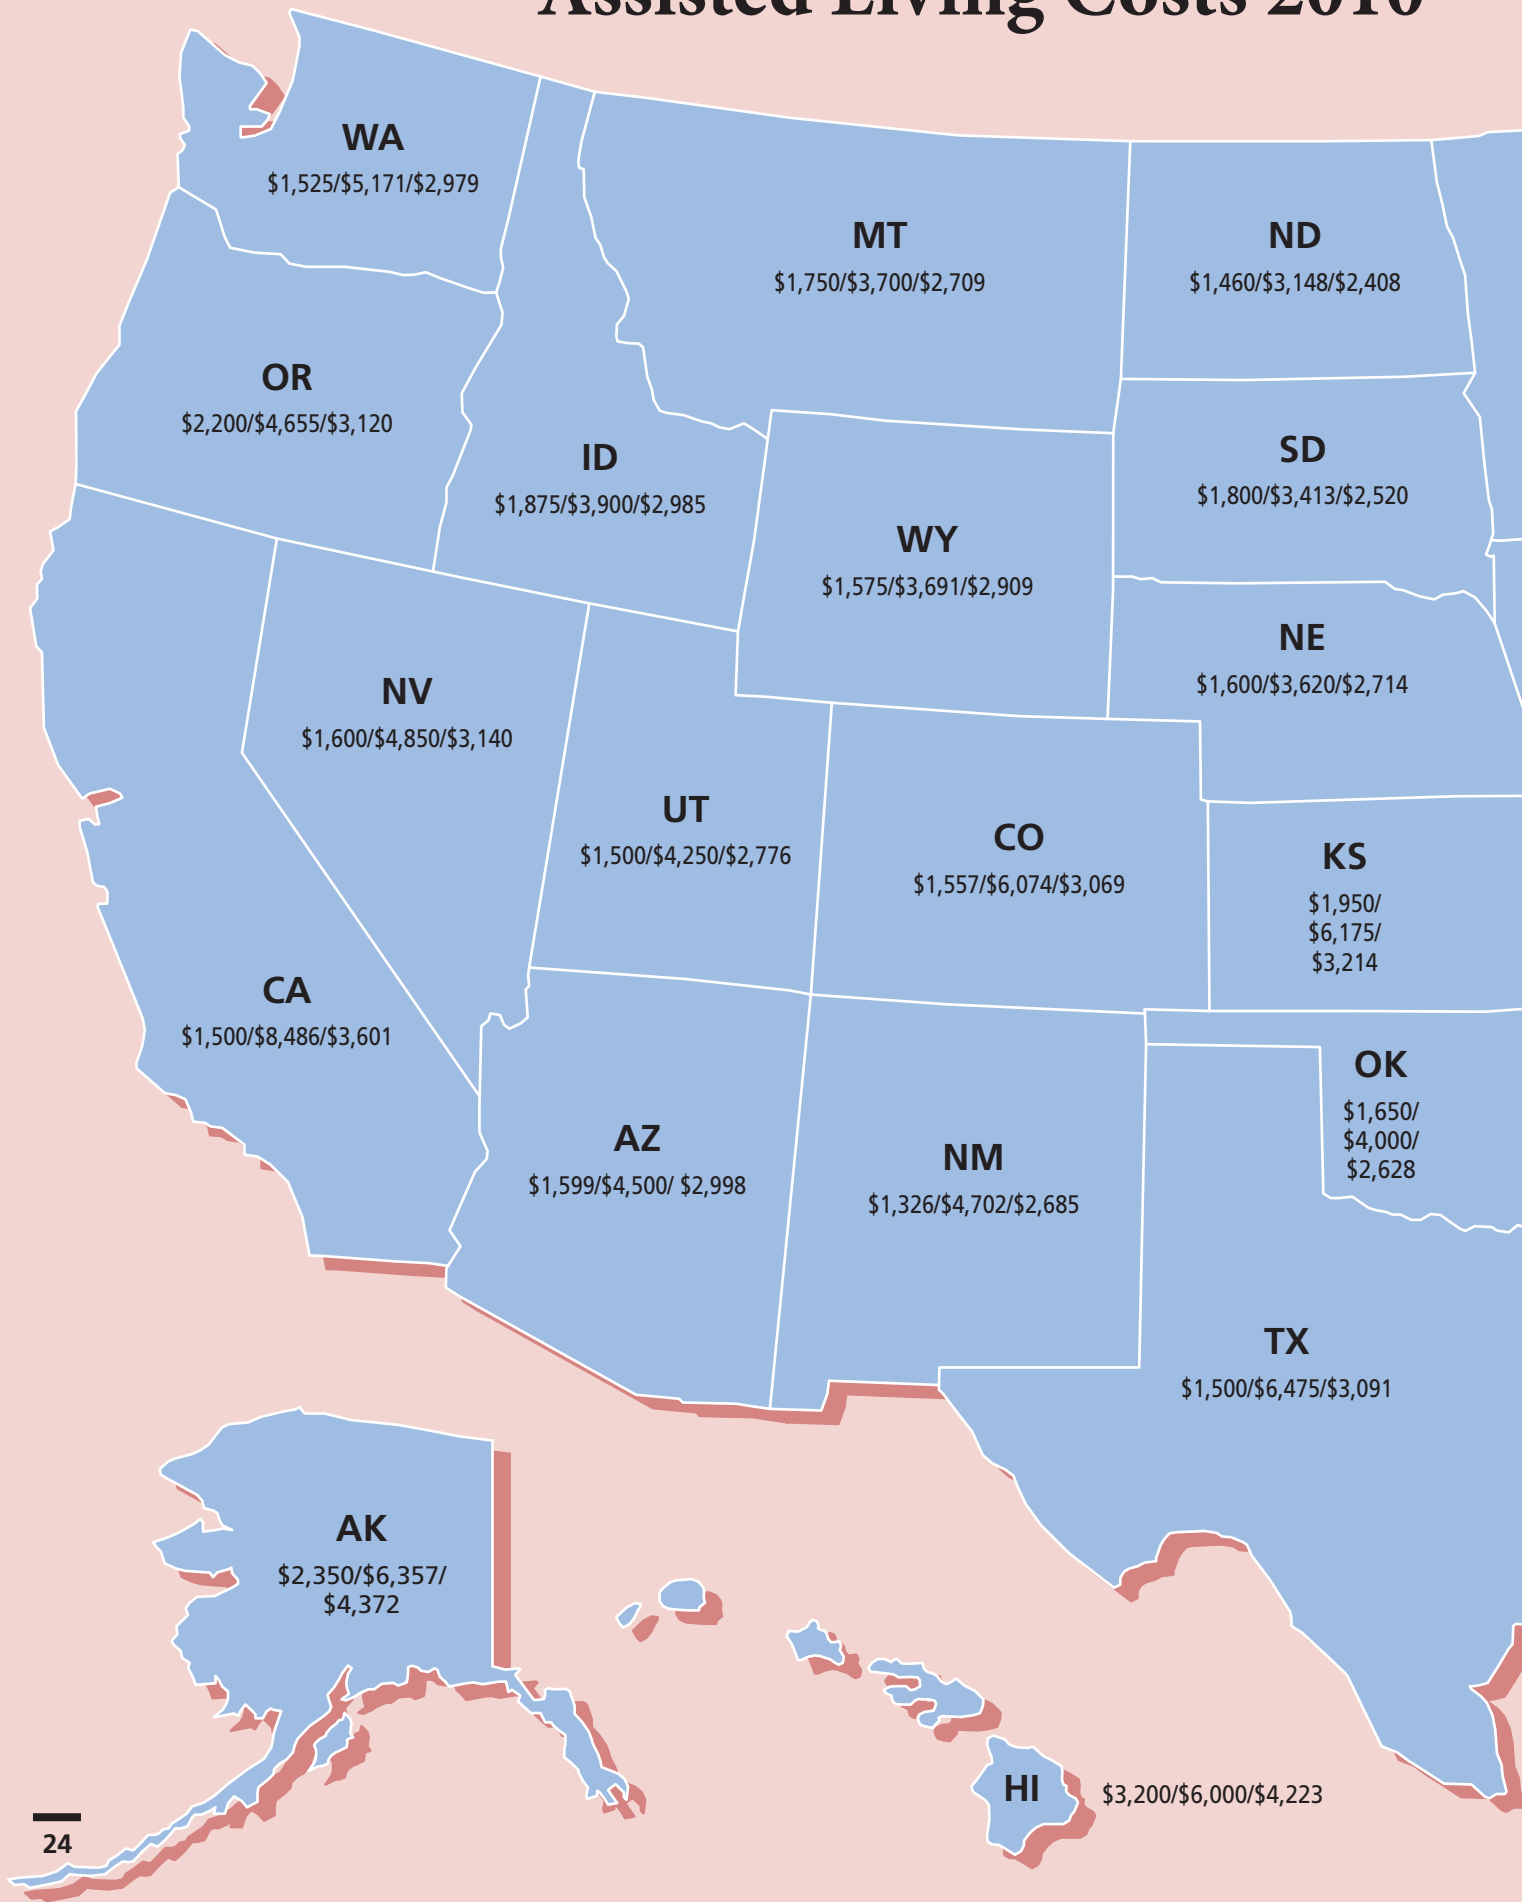 Assisted Living Costs 2010
WA
$1,525/$5,171/$2,979
MT
$1,750/$3,700/$2,709
ND
$1,460/$3,148/$2,408
OR
$2,200/$4,655/$3,120
ID
$1,875/$3,900/$2,985
SD
$1,800/$3,413/$2,520
WY
$1,575/$3,691/$2,909
NE
$1,600/$3,620/$2,714
NV
$1,600/$4,850/$3,140
UT
$1,500/$4,250/$2,776
CO
$1,557/$6,074/$3,069
KS
$1,950/
$6,175/
$3,214
CA
$1,500/$8,486/$3,601
OK
$1,650/
$4,000/
$2,628
AZ
$1,599/$4,500/ $2,998
NM
$1,326/$4,702/$2,685
TX
$1,500/$6,475/$3,091
AK
$2,350/$6,357/
$4,372
HI
$3,200/$6,000/$4,223
24